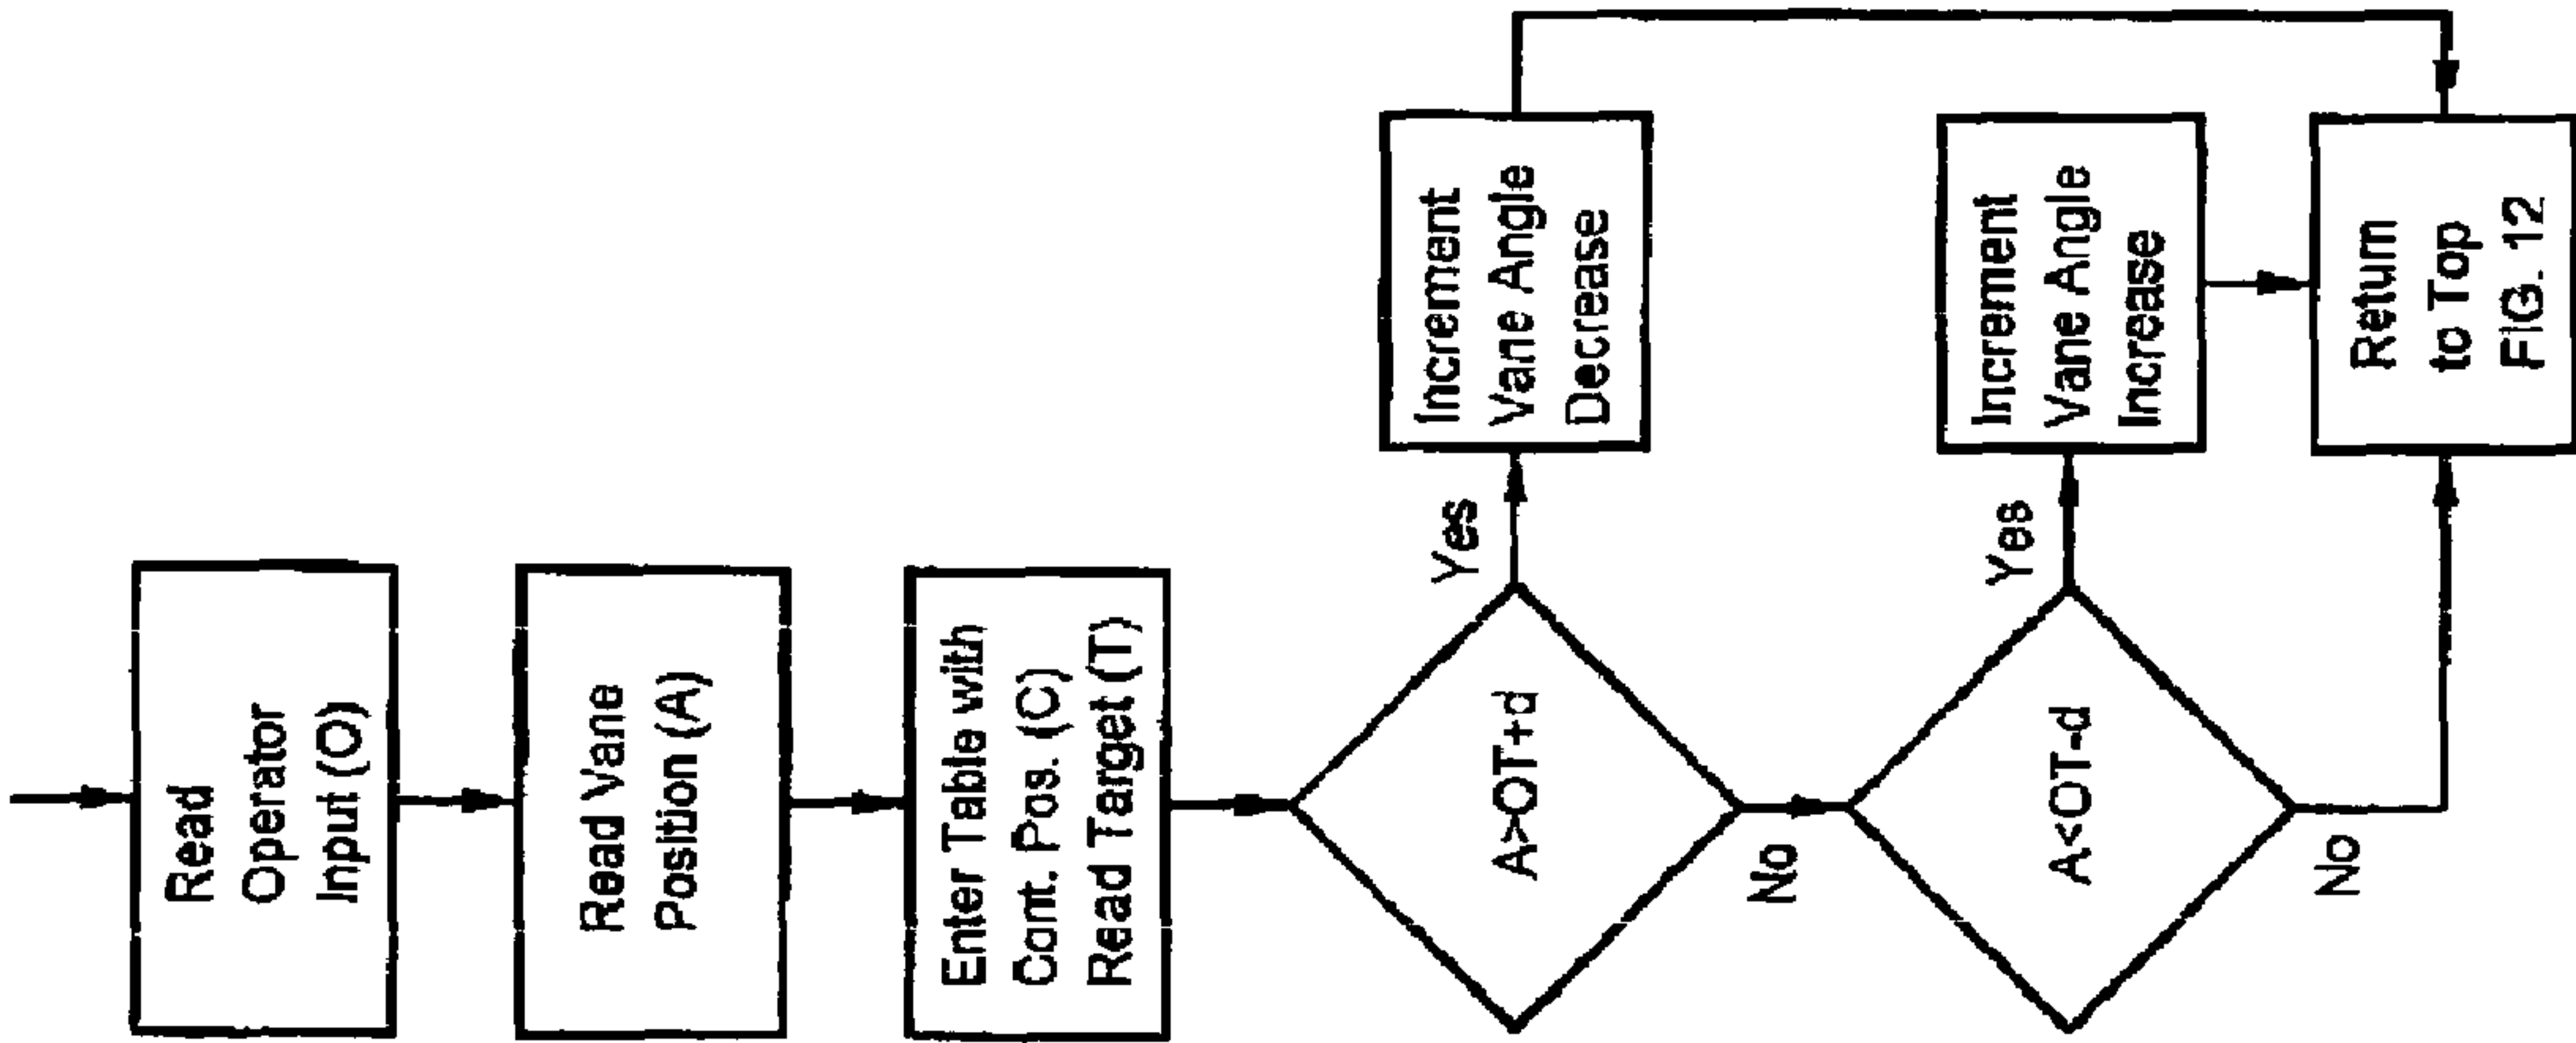 Read
Operator
Input (O)
Read Vane
Position (A)
Enter Table with
Cont. Pos. (C)
Read Target (T)
A>OT+d
Yes
Increment
Vane Angle
Decrease
No
A<OT-d
Yes
Increment
Vane Angle
Increase
No
Return
to Top
FIG. 12